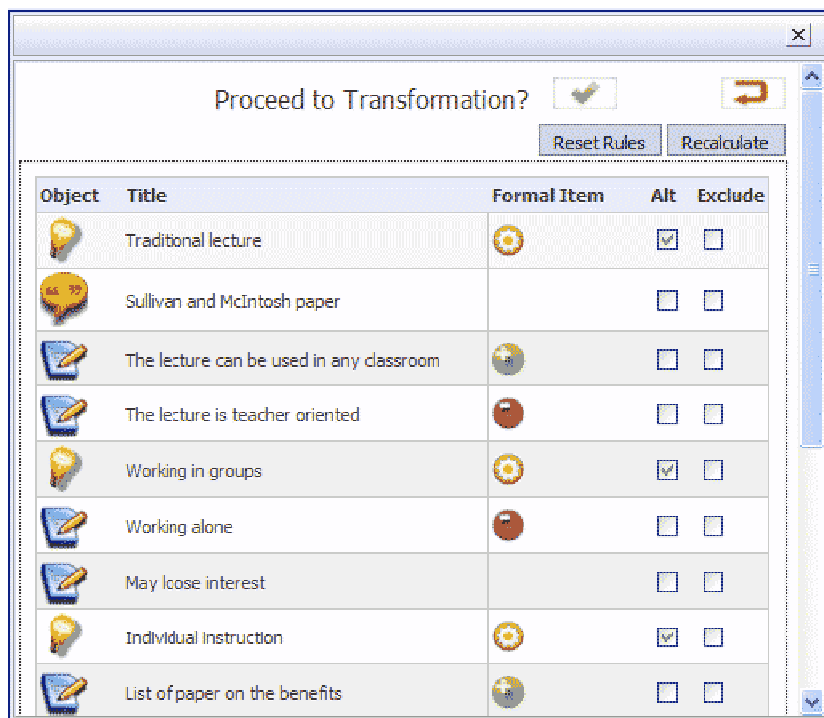 Proceed to Transformation?
Reset Rules Recalculate
Object Title Formal Item Alt Exclude
Traditional lecture
Sullivan and McIntosh paper
The lecture can be used in any classroom
The lecture is teacher oriented
Working in groups
Working alone
May loose interest
Individual Instruction
List of paper on the benefits